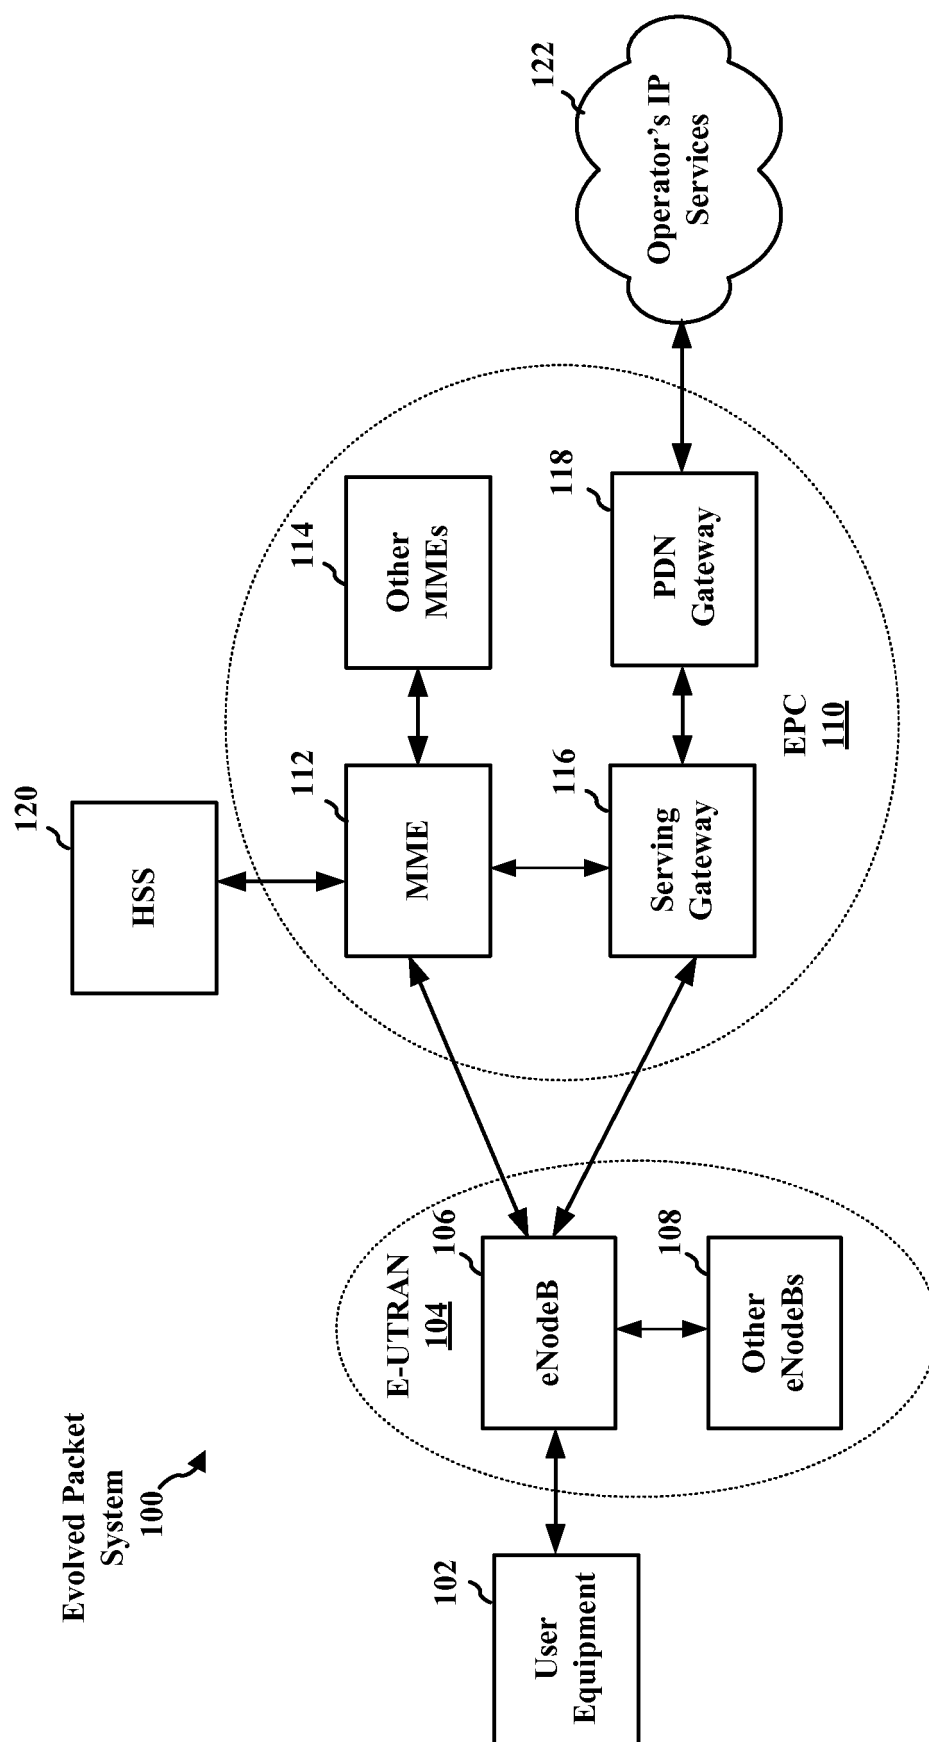 Evolved Packet
System
100
102
User
Equipment
E-UTRAN
104
106
eNodeB
108
Other
eNodeBs
120
HSS
112
MME
114
Other
MMEs
116
Serving
Gateway
118
PDN
Gateway
EPC
110
122
Operator's IP
Services